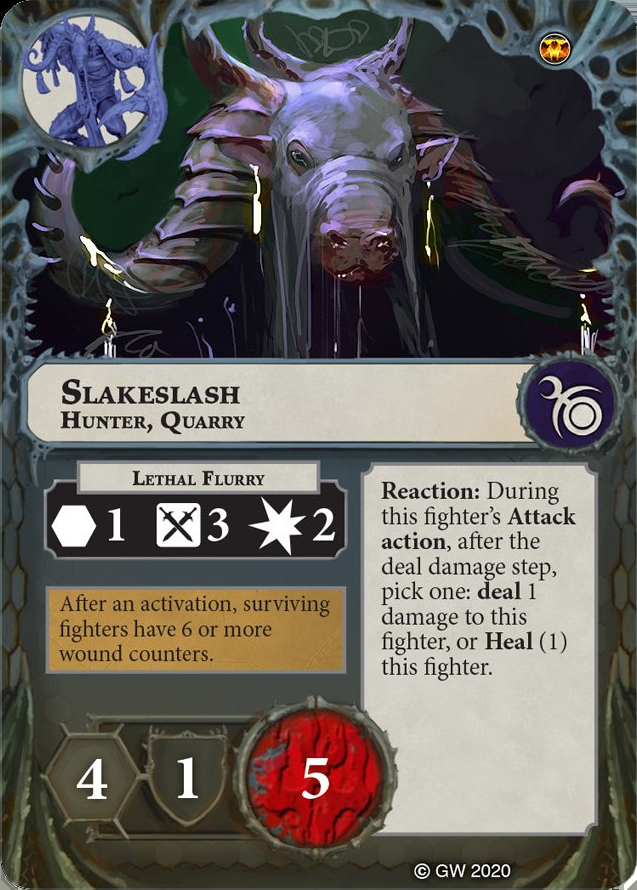 Slakeslash
Hunter, Quarry
Lethal Flurry
1 3 2
After an activation, surviving
fighters have 6 or more
wound counters.
Reaction: During
this fighter's Attack
action, after the
deal damage step,
pick one: deal 1
damage to this
fighter, or Heal (1)
this fighter.
4 1 5
© GW 2020